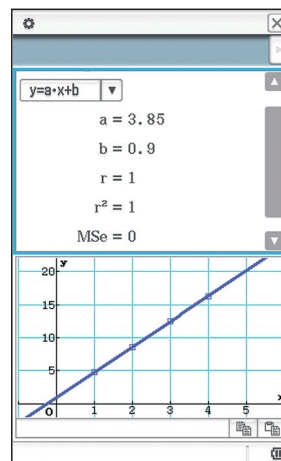 y=a•x+b
a = 3.85
b = 0.9
r = 1
r² = 1
MSe = 0
y
20
15
10
5
x
0
1
2
3
4
5